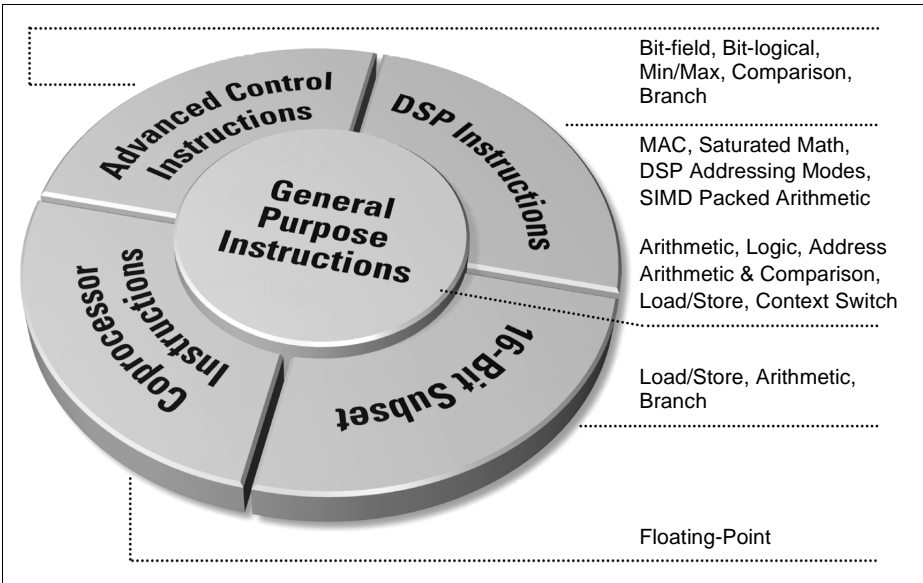 Advanced Control
Instructions
DSP Instructions
General
Purpose
Instructions
Coprocessor
Instructions
16-Bit Subset
Bit-field, Bit-logical,
Min/Max, Comparison,
Branch
MAC, Saturated Math,
DSP Addressing Modes,
SIMD Packed Arithmetic
Arithmetic, Logic, Address
Arithmetic & Comparison,
Load/Store, Context Switch
Load/Store, Arithmetic,
Branch
Floating-Point